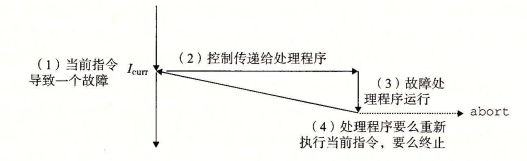 （1）当前指令
导致一个故障
Icurr
（2）控制传递给处理程序
（3）故障处
理程序运行
abort
（4）处理程序要么重新
执行当前指令，要么终止